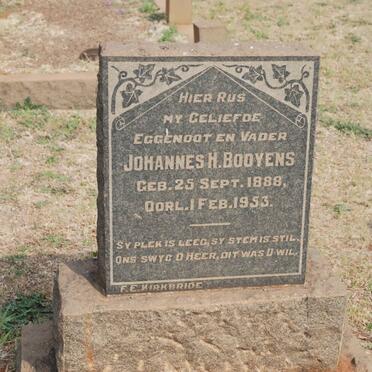 HIER RUS
MY GELIEFDE
EGGENOOT EN VADER
JOHANNES H. BOOYENS
GEB. 25 SEPT. 1888,
OORL. 1 FEB. 1953.
SY PLEK IS LEEG, SY STEM IS STIL,
ONS SWYG O HEER, DIT WAS U WIL.
F.E. KIRKBRIDE